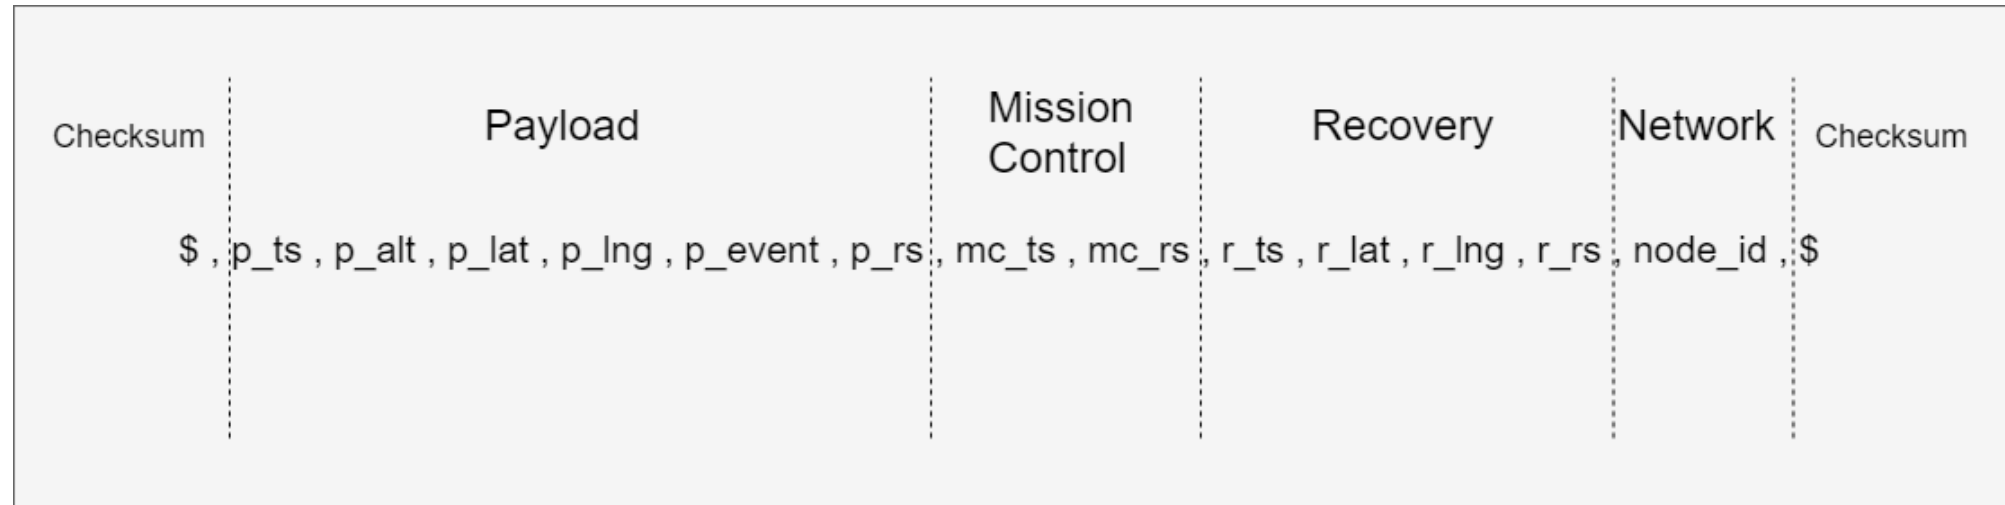 Checksum
Payload
Mission
Control
Recovery
Network
Checksum
$ , p_ts , p_alt , p_lat , p_lng , p_event , p_rs , mc_ts , mc_rs , r_ts , r_lat , r_lng , r_rs , node_id , $